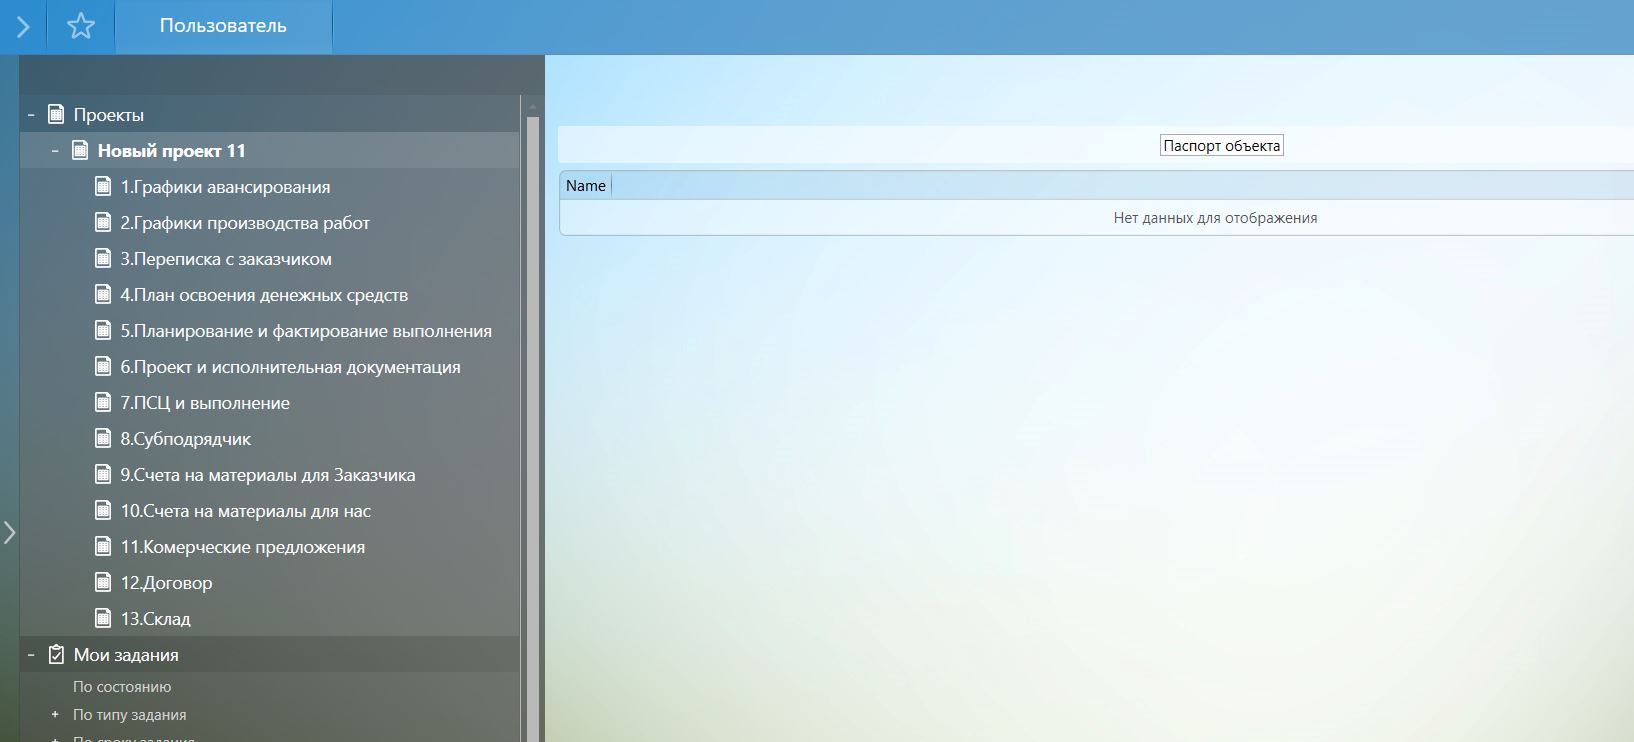 Пользователь
Проекты
Новый проект 11
1.Графики авансирования
2.Графики производства работ
3.Переписка с заказчиком
4.План освоения денежных средств
5.Планирование и фактирование выполнения
6.Проект и исполнительная документация
7.ПСЦ и выполнение
8.Субподрядчик
9.Счета на материалы для Заказчика
10.Счета на материалы для нас
11.Комерческие предложения
12.Договор
13.Склад
Мои задания
По состоянию
По типу задания
По сроку задания
Паспорт объекта
Name
Нет данных для отображения